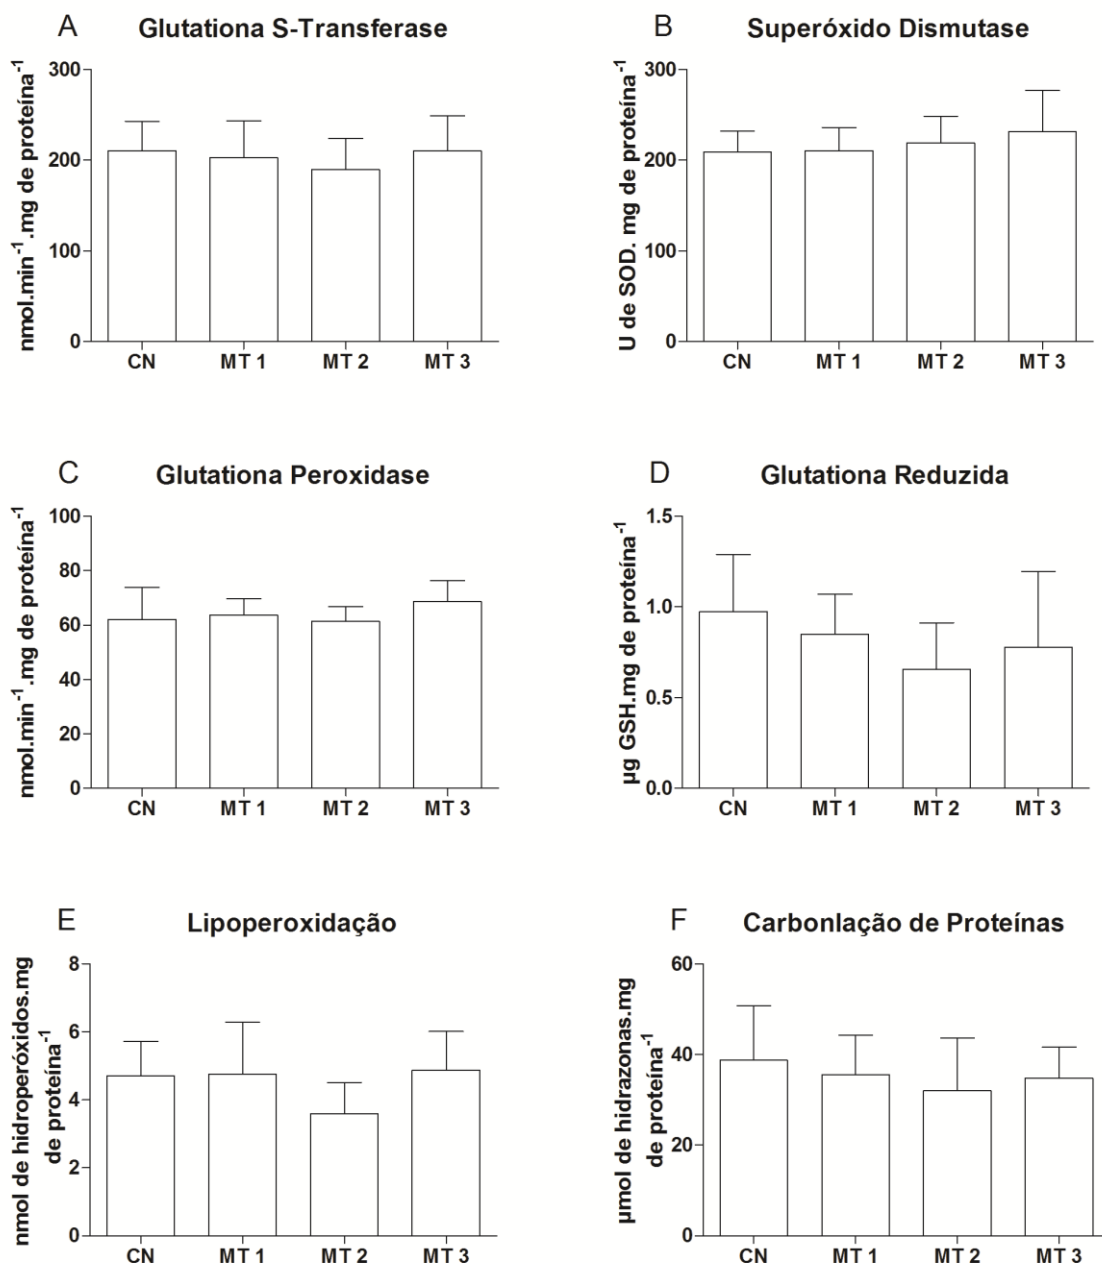 A Glutationa S-Transferase
nmol.min⁻¹.mg de proteína⁻¹
300
200
100
0
CN MT 1 MT 2 MT 3
B Superóxido Dismutase
U de SOD. mg de proteína⁻¹
300
200
100
0
CN MT 1 MT 2 MT 3
C Glutationa Peroxidase
nmol.min⁻¹.mg de proteína⁻¹
100
80
60
40
20
0
CN MT 1 MT 2 MT 3
D Glutationa Reduzida
µg GSH.mg de proteína⁻¹
1.5
1.0
0.5
0.0
CN MT 1 MT 2 MT 3
E Lipoperoxidação
nmol de hidroperóxidos.mg
de proteína⁻¹
8
6
4
2
0
CN MT 1 MT 2 MT 3
F Carbonlação de Proteínas
µmol de hidrazonas.mg
de proteína⁻¹
60
40
20
0
CN MT 1 MT 2 MT 3